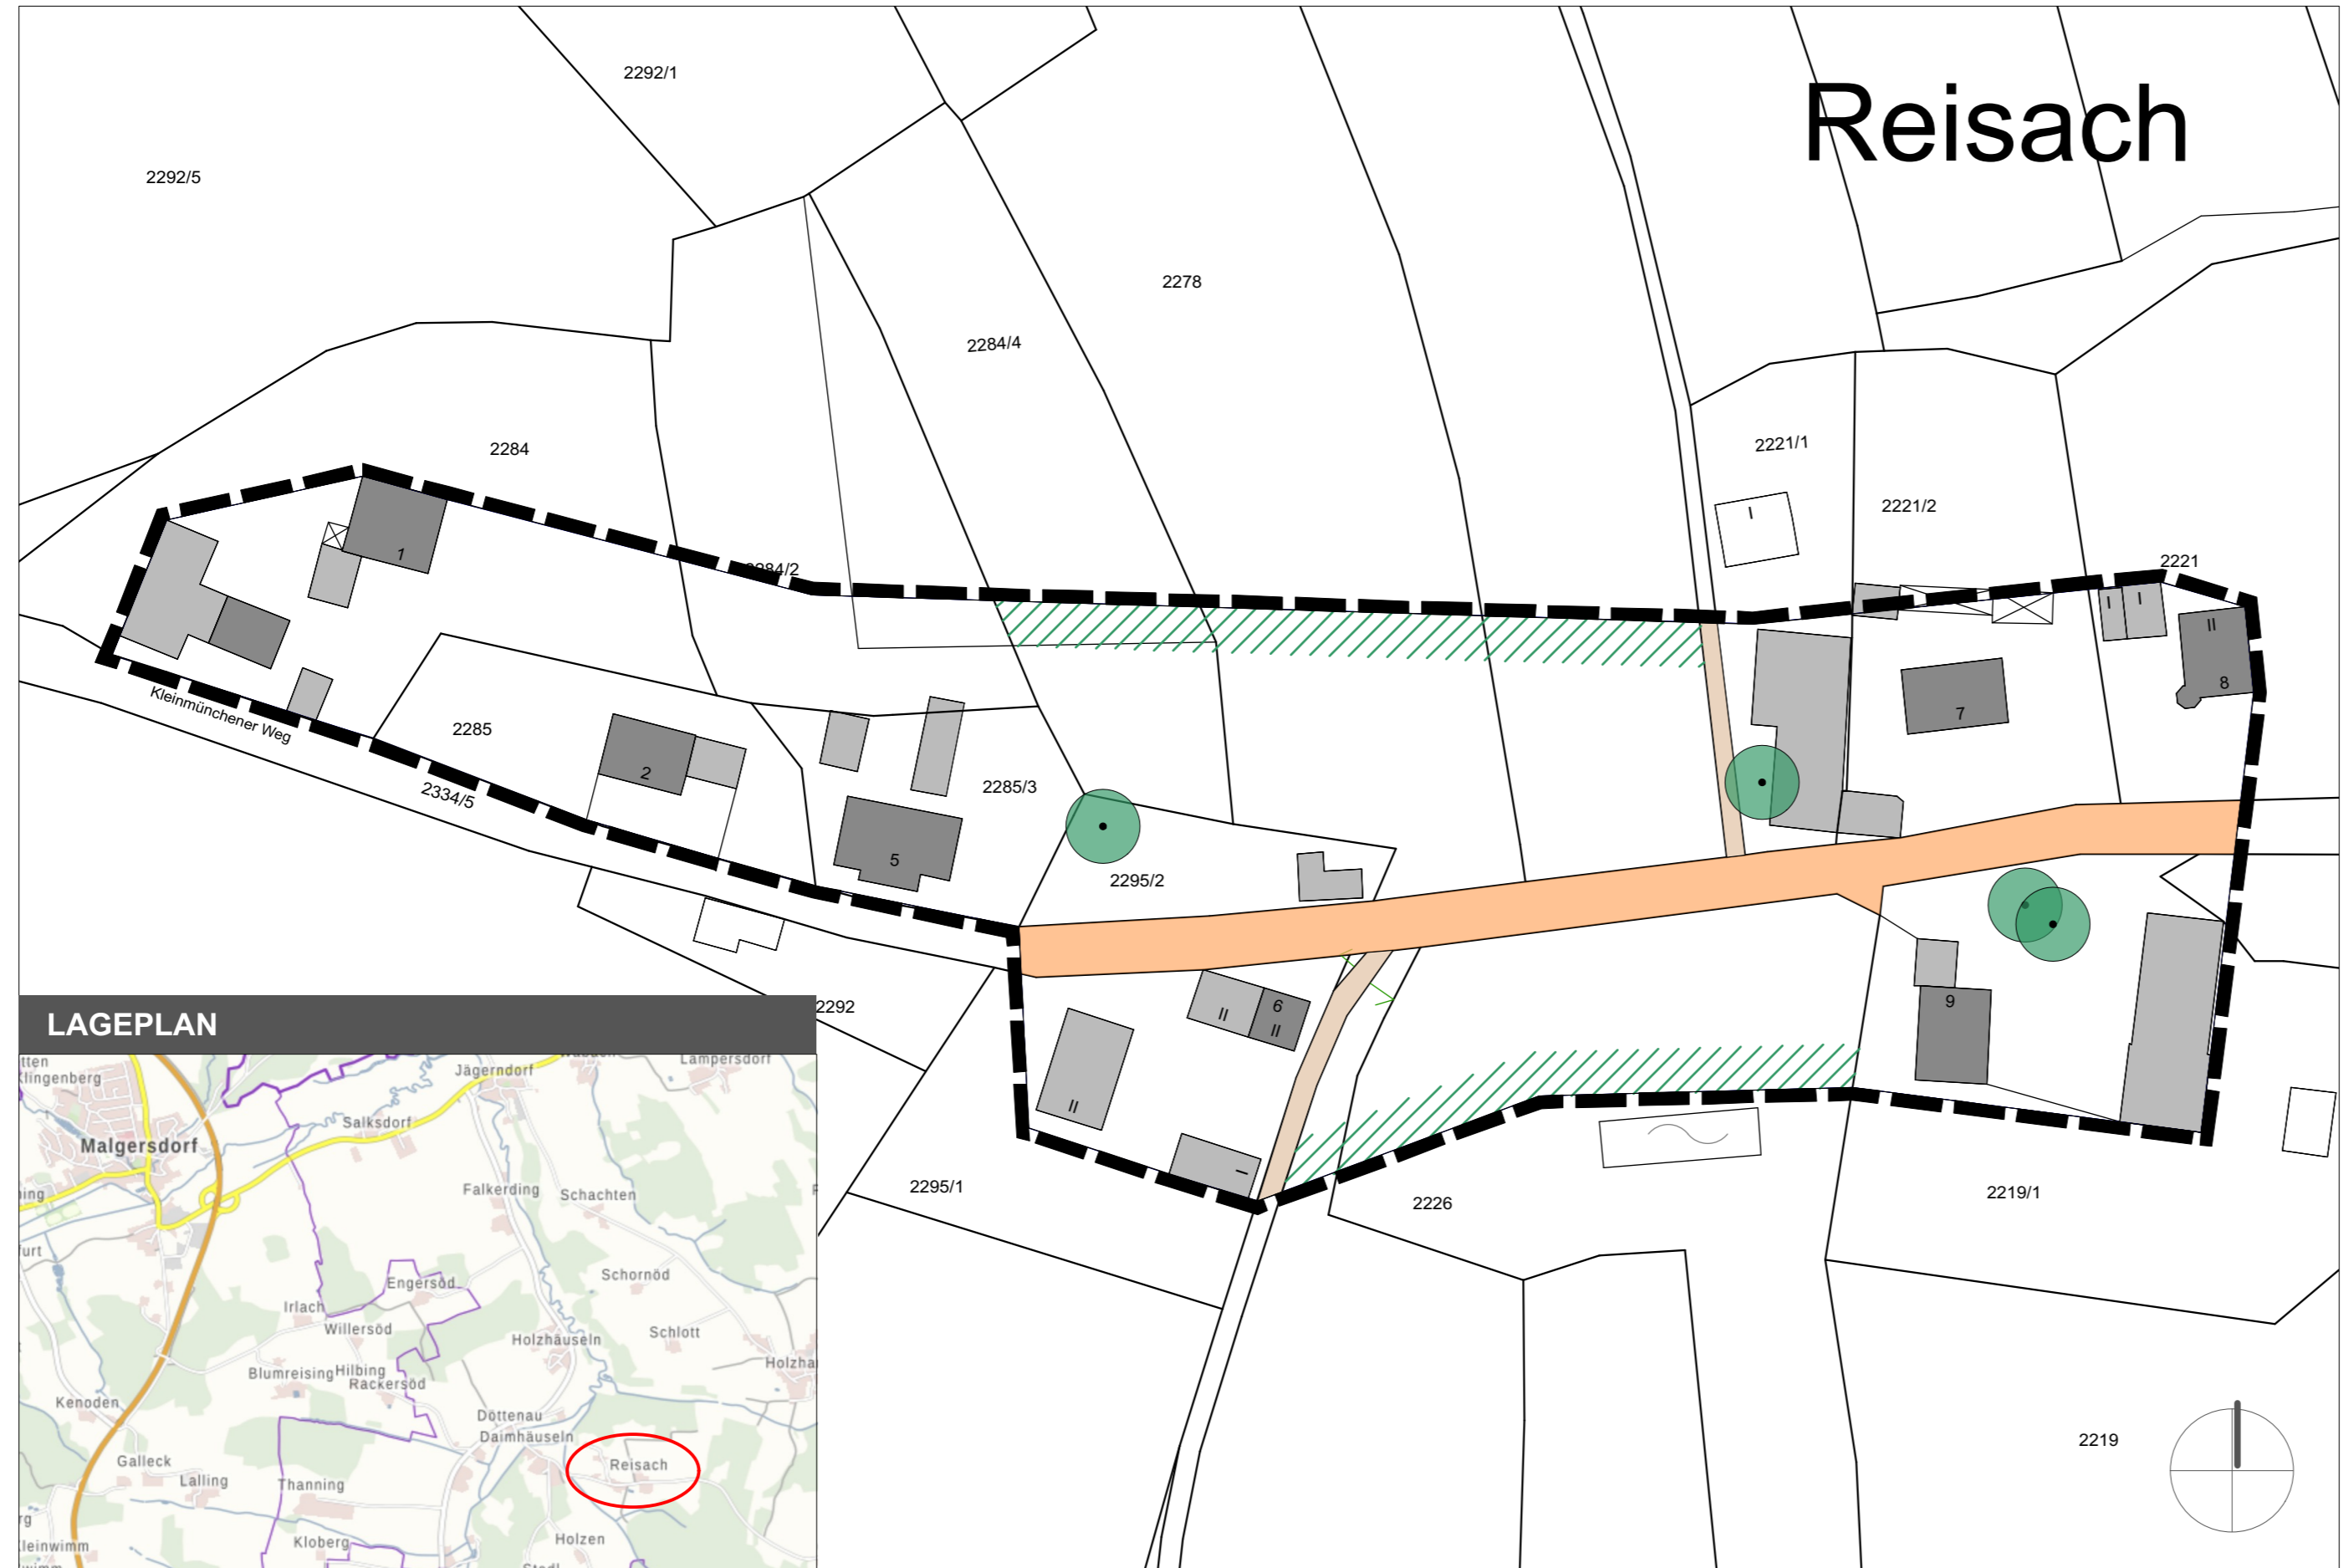 Reisach
2292/1
2292/5
2278
2284/4
2284
2221/1
2221/2
I
2221
2284/2
1
I
I
II
8
7
Kleinmünchener Weg
2285
2
2334/5
2285/3
5
2295/2
2292
6
II
II
II
9
I
2295/1
2226
2219/1
2219
LAGEPLAN
Jägerndorf
Lampersdorf
Klingenberg
Salksdorf
Malgersdorf
Falkerding
Schachten
Schornöd
Engersöd
Irlach
Willersöd
Holzhäuseln
Schlott
Blumreising
Hilbing
Rackersöd
Kenoden
Döttenau
Daimhäuseln
Galleck
Lalling
Thanning
Reisach
Kloberg
Holzen